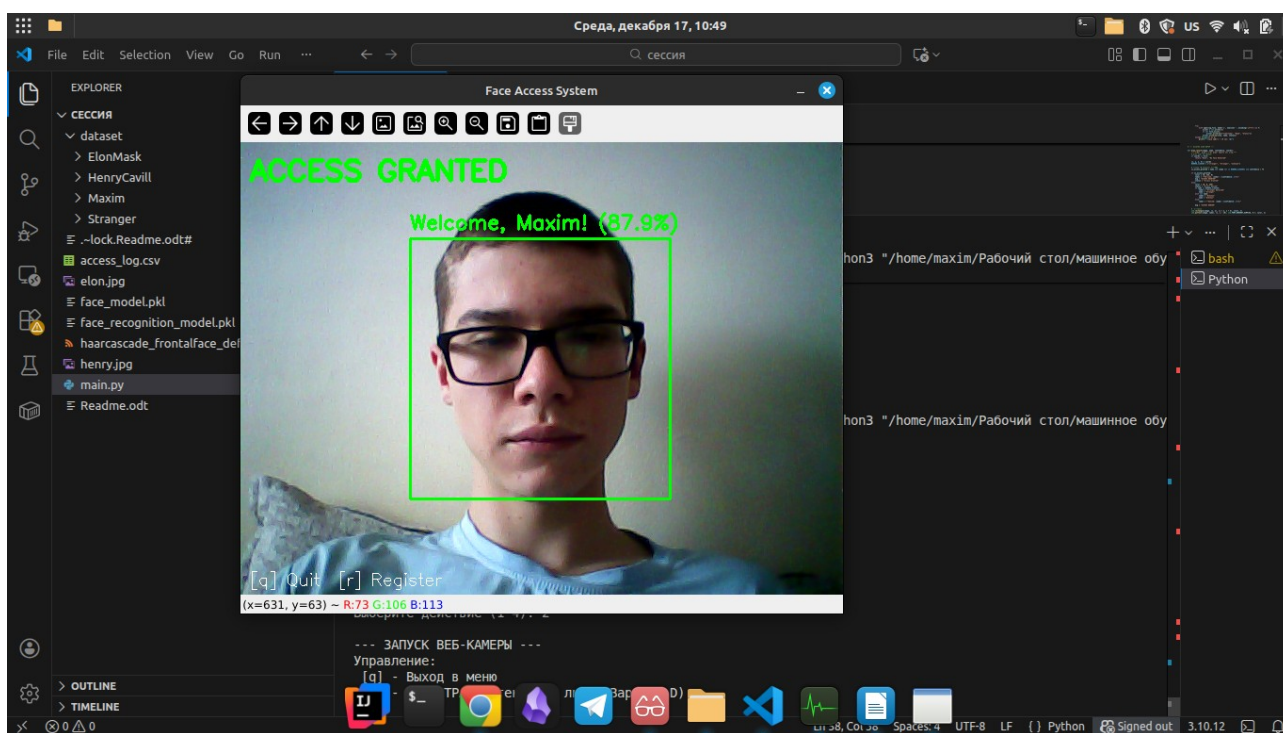 Среда, декабря 17, 10:49
US
File Edit Selection View Go Run ···
сессия
EXPLORER
СЕССИЯ
dataset
ElonMask
HenryCavill
Maxim
Stranger
.~lock.Readme.odt#
access_log.csv
elon.jpg
face_model.pkl
face_recognition_model.pkl
haarcascade_frontalface_def
henry.jpg
main.py
Readme.odt
OUTLINE
TIMELINE
Face Access System
ACCESS GRANTED
Welcome, Maxim! (87.9%)
[q] Quit [r] Register
(x=631, y=63) ~ R:73 G:106 B:113
hon3 "/home/maxim/Рабочий стол/машинное обу
hon3 "/home/maxim/Рабочий стол/машинное обу
bash
Python
--- ЗАПУСК ВЕБ-КАМЕРЫ ---
Управление:
[q] - Выход в меню
0 0
Spaces: 4 UTF-8 LF { } Python Signed out 3.10.12